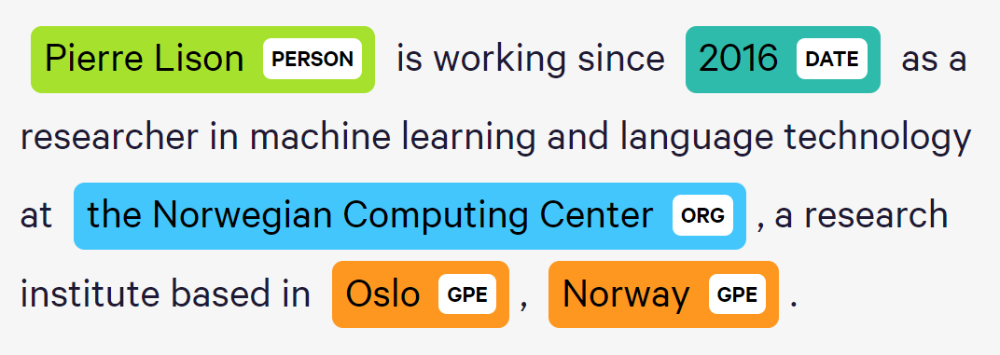 Pierre Lison PERSON is working since 2016 DATE as a
researcher in machine learning and language technology
at the Norwegian Computing Center ORG , a research
institute based in Oslo GPE , Norway GPE .